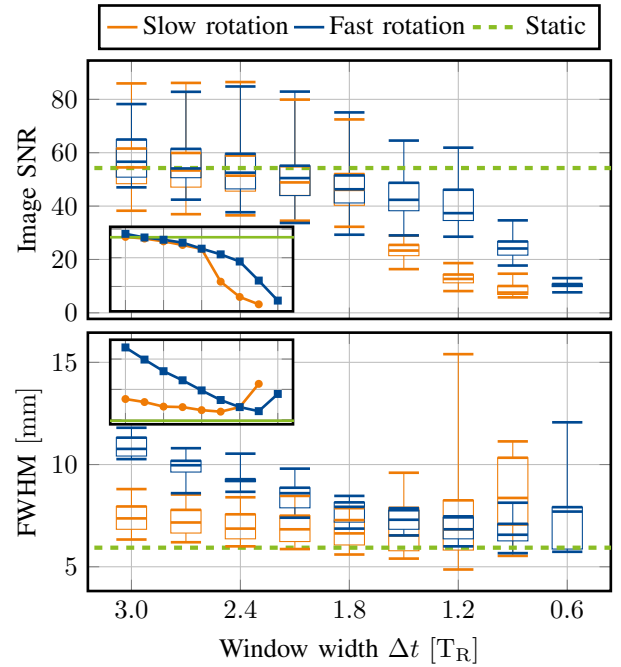 Slow rotation Fast rotation Static
80
60
40
20
0
Image SNR
15
10
5
FWHM [mm]
3.0 2.4 1.8 1.2 0.6
Window width Δt [T_R]